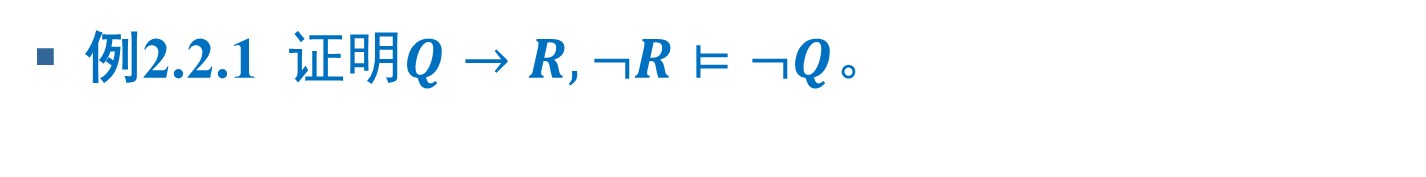 ▪ 例2.2.1 证明Q → R, ¬R ⊨ ¬Q。